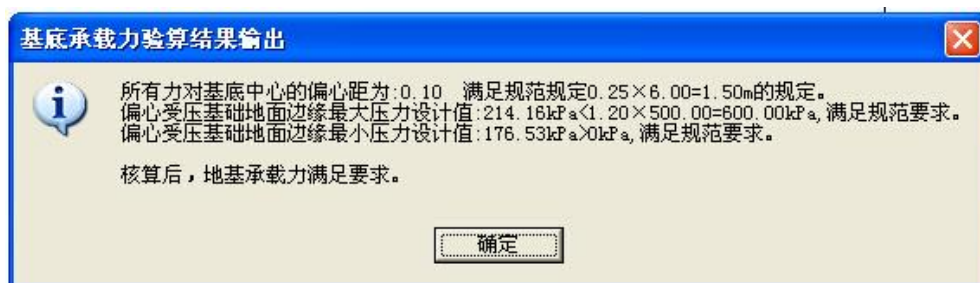 基底承载力验算结果输出
所有力对基底中心的偏心距为:0.10 满足规范规定0.25×6.00=1.50m的规定。
偏心受压基础地面边缘最大压力设计值:214.16kPa<1.20×500.00=600.00kPa,满足规范要求。
偏心受压基础地面边缘最小压力设计值:176.53kPa>0kPa,满足规范要求。
核算后，地基承载力满足要求。
确定